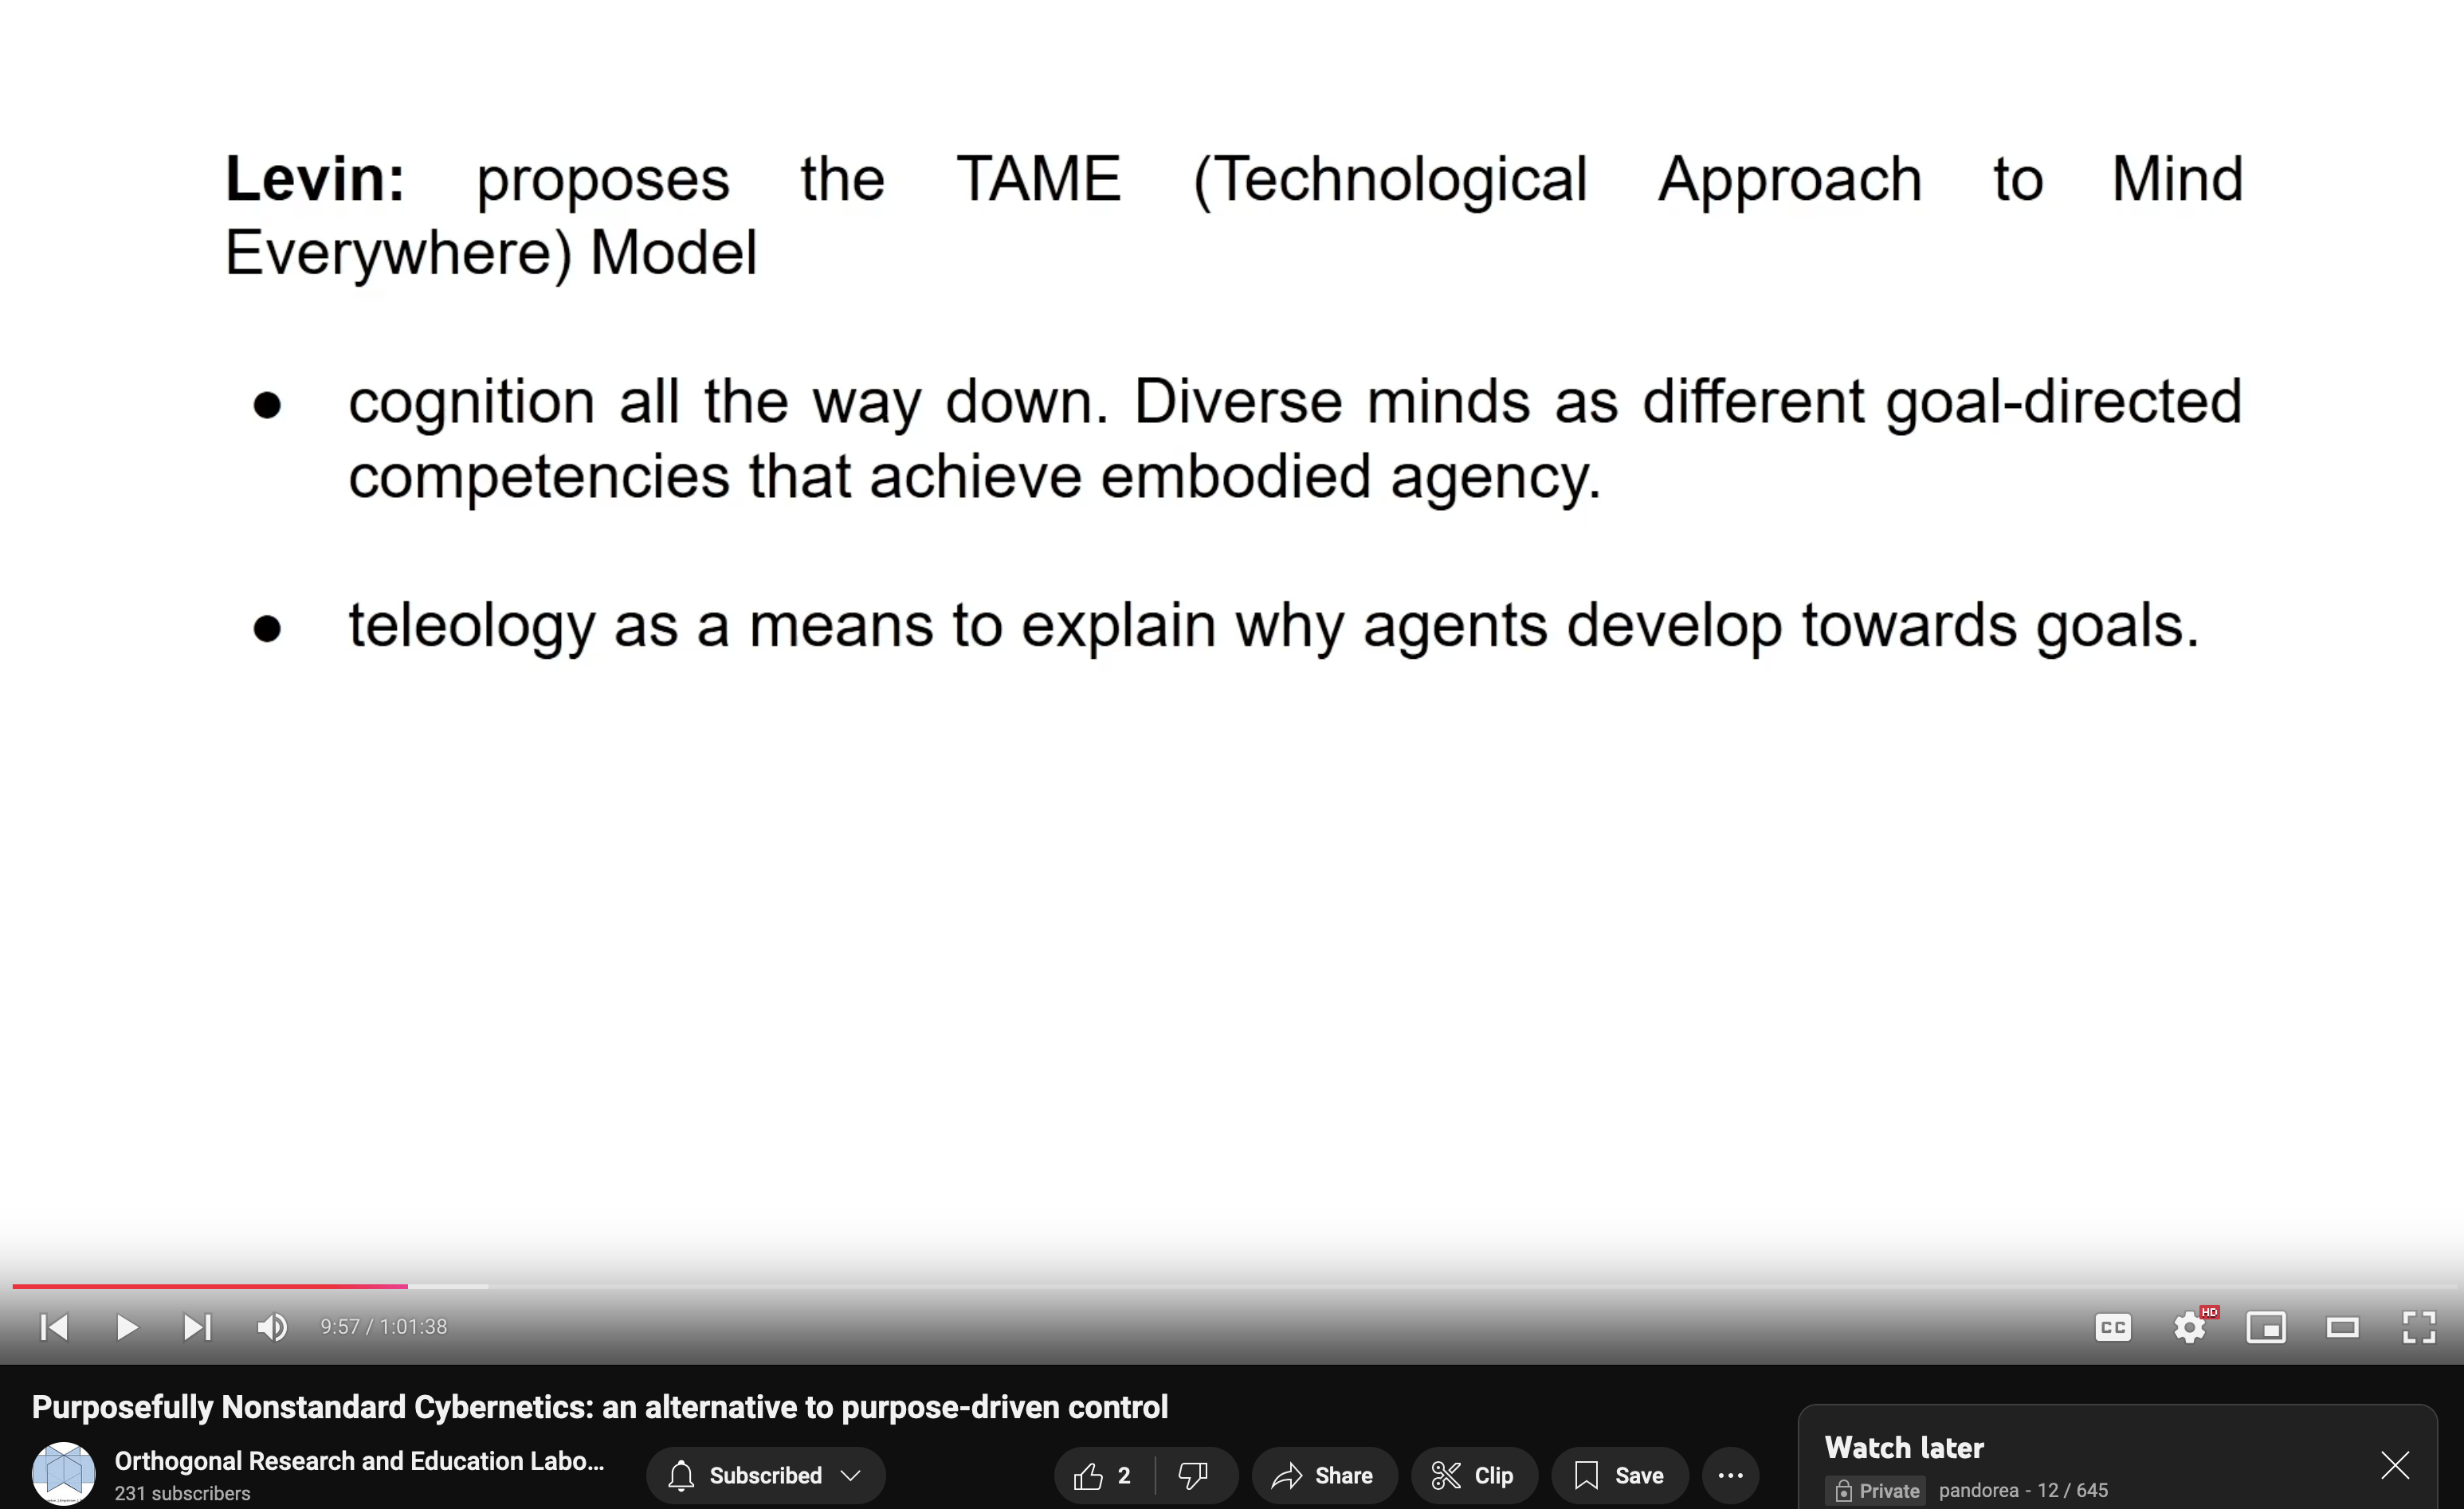 Levin: proposes the TAME (Technological Approach to Mind
Everywhere) Model
● cognition all the way down. Diverse minds as different goal-directed
competencies that achieve embodied agency.
● teleology as a means to explain why agents develop towards goals.
9:57 / 1:01:38
CC
HD
Purposefully Nonstandard Cybernetics: an alternative to purpose-driven control
Orthogonal Research and Education Labo...
231 subscribers
Subscribed
2
Share
Clip
Save
Watch later
Private
pandorea - 12 / 645